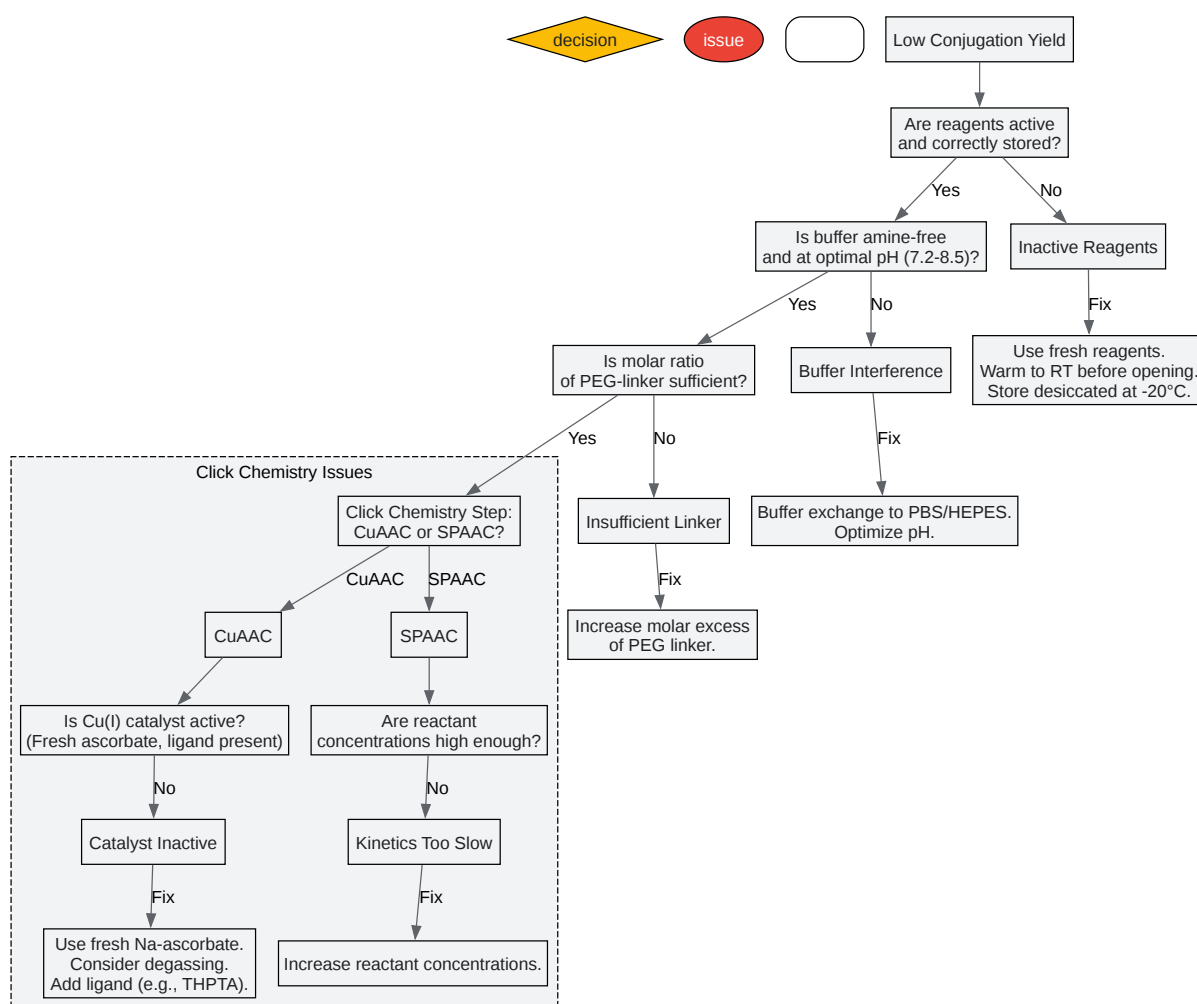 decision
issue
Low Conjugation Yield
Are reagents active
and correctly stored?
Yes
No
Is buffer amine-free
and at optimal pH (7.2-8.5)?
Inactive Reagents
Yes
No
Fix
Is molar ratio
of PEG-linker sufficient?
Buffer Interference
Use fresh reagents.
Warm to RT before opening.
Store desiccated at -20°C.
Yes
No
Fix
Click Chemistry Issues
Click Chemistry Step:
CuAAC or SPAAC?
Insufficient Linker
Buffer exchange to PBS/HEPES.
Optimize pH.
CuAAC
SPAAC
Fix
CuAAC
SPAAC
Increase molar excess
of PEG linker.
Is Cu(I) catalyst active?
(Fresh ascorbate, ligand present)
Are reactant
concentrations high enough?
No
No
Catalyst Inactive
Kinetics Too Slow
Fix
Fix
Use fresh Na-ascorbate.
Consider degassing.
Add ligand (e.g., THPTA).
Increase reactant concentrations.